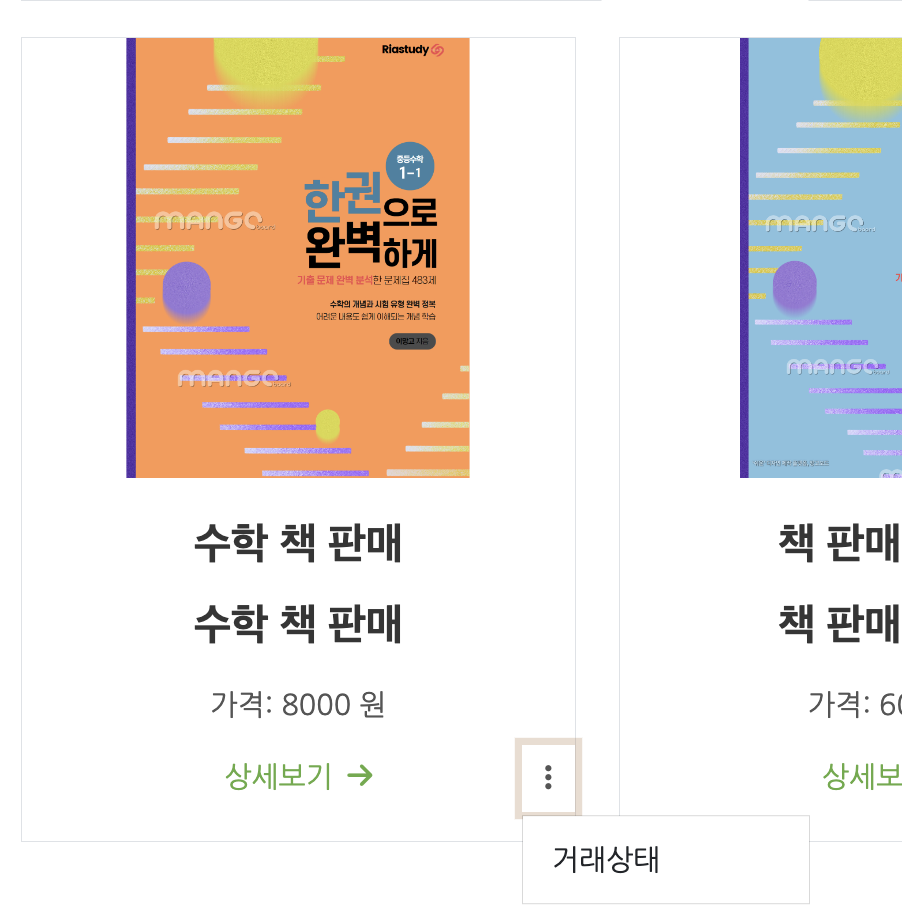 Riastudy
중등수학
1-1
한권으로
완벽하게
기출 문제 완벽 분석한 문제집 483제
수학의 개념과 시험 유형 완벽 정복
어려운 내용도 쉽게 이해되는 개념 학습
이망고 지음
MANGO
MANGO
수학 책 판매
수학 책 판매
가격: 8000 원
상세보기 →
거래상태
MANGO
MANGO
책 판매
책 판매
가격: 60
상세보